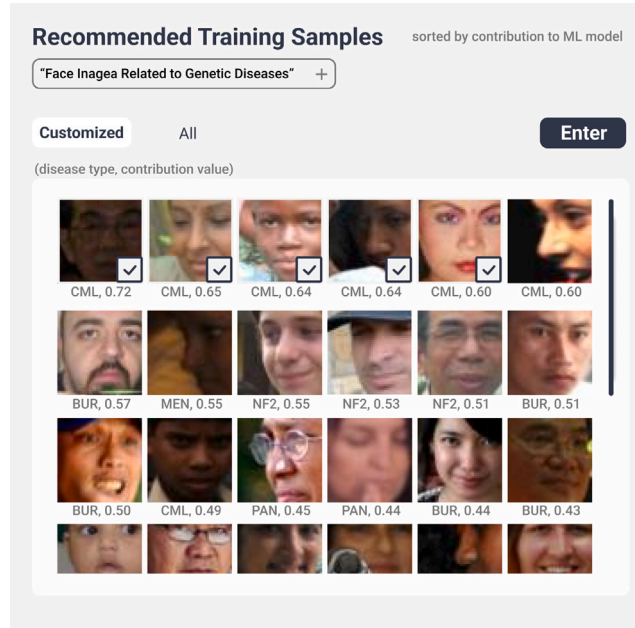 Recommended Training Samples
sorted by contribution to ML model
"Face Inagea Related to Genetic Diseases" +
Customized
All
Enter
(disease type, contribution value)
CML, 0.72
CML, 0.65
CML, 0.64
CML, 0.64
CML, 0.60
CML, 0.60
BUR, 0.57
MEN, 0.55
NF2, 0.55
NF2, 0.53
NF2, 0.51
BUR, 0.51
BUR, 0.50
CML, 0.49
PAN, 0.45
PAN, 0.44
BUR, 0.44
BUR, 0.43